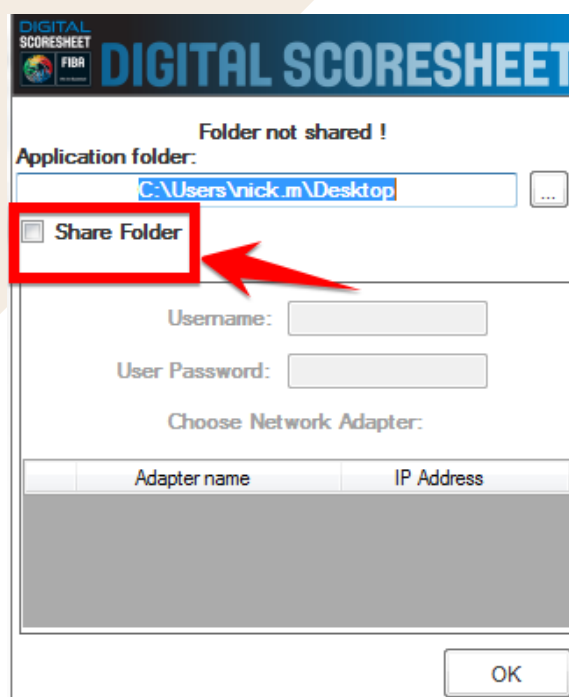 DIGITAL
SCORESHEET
FIBA
DIGITAL SCORESHEET
Folder not shared !
Application folder:
C:\Users\nick.m\Desktop
...
Share Folder
Username:
User Password:
Choose Network Adapter:
Adapter name IP Address
OK